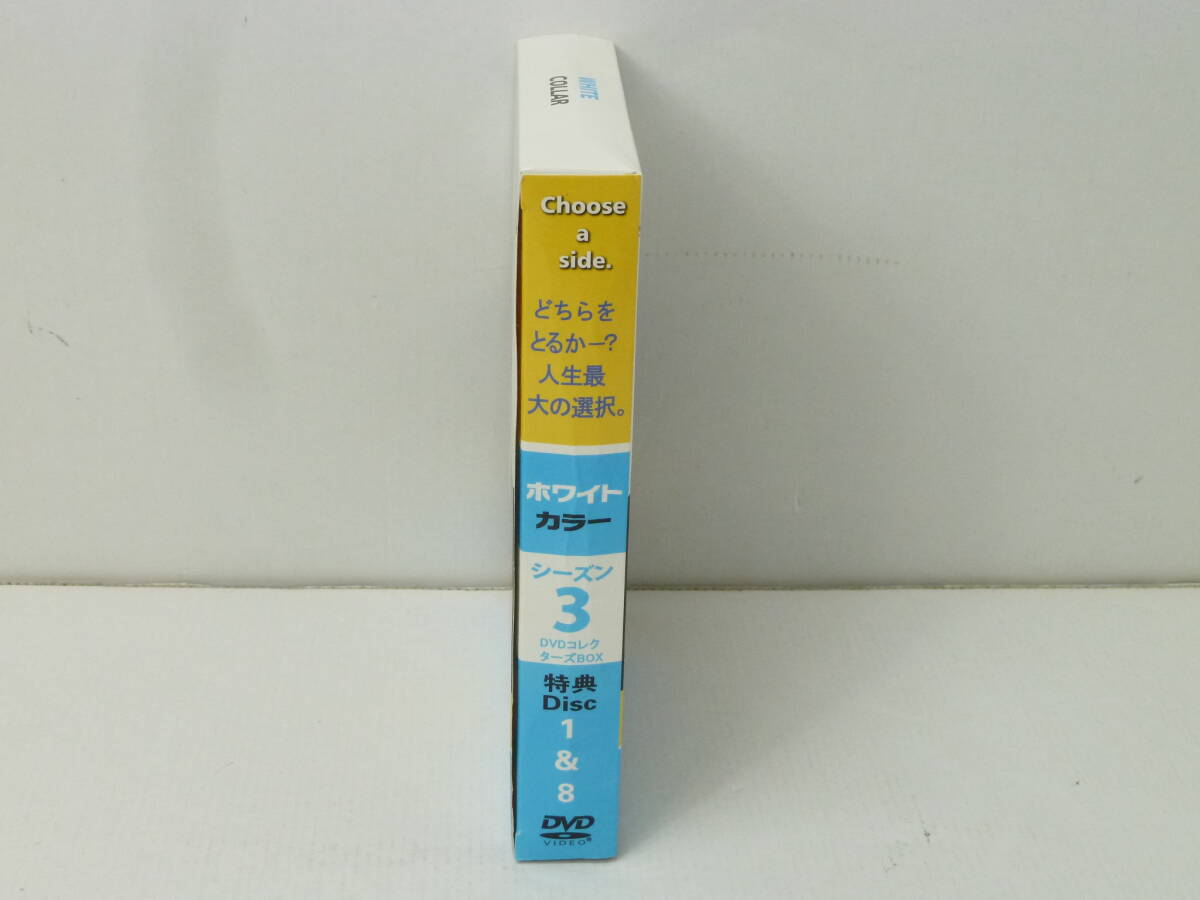 WHITE
COLLAR
Choose
a
side.
どちらを
とるかー?
人生最
大の選択。
ホワイト
カラー
シーズン
3
DVDコレク
ターズBOX
特典
Disc
1
&
8
DVD
VIDEO